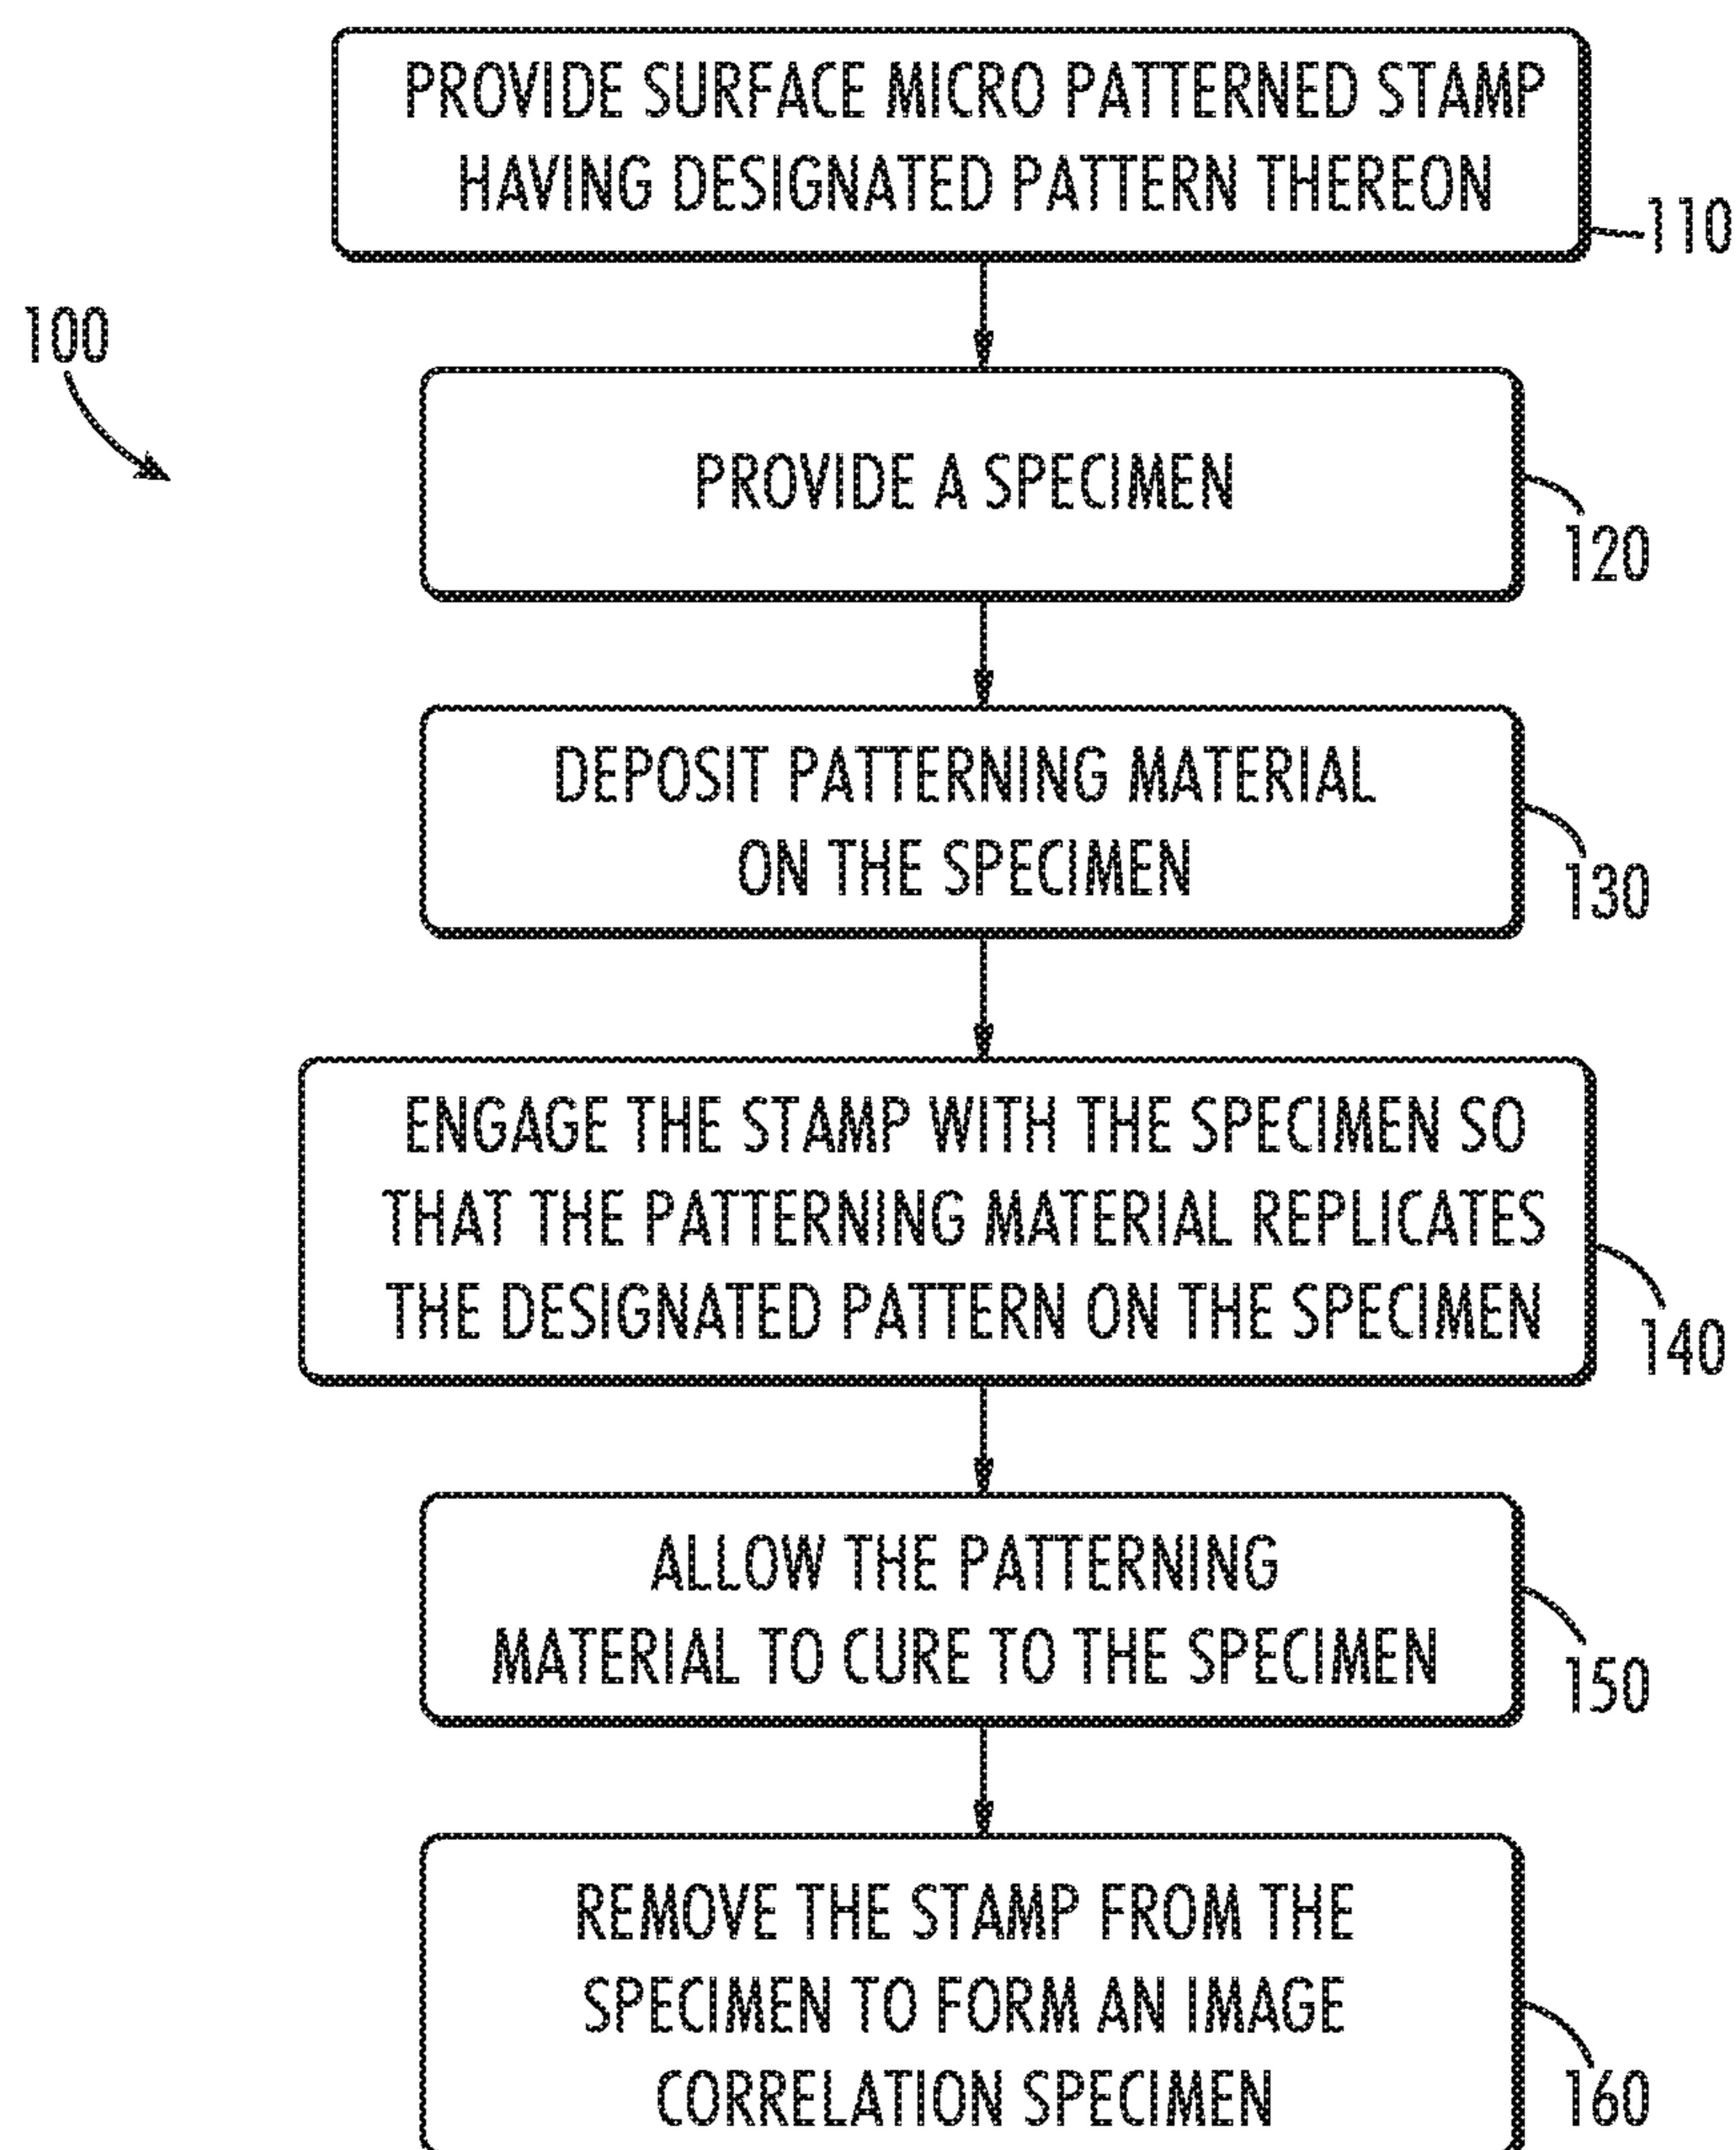 PROVIDE SURFACE MICRO PATTERNED STAMP
HAVING DESIGNATED PATTERN THEREON
110
100
PROVIDE A SPECIMEN
120
DEPOSIT PATTERNING MATERIAL
ON THE SPECIMEN
130
ENGAGE THE STAMP WITH THE SPECIMEN SO
THAT THE PATTERNING MATERIAL REPLICATES
THE DESIGNATED PATTERN ON THE SPECIMEN
140
ALLOW THE PATTERNING
MATERIAL TO CURE TO THE SPECIMEN
150
REMOVE THE STAMP FROM THE
SPECIMEN TO FORM AN IMAGE
CORRELATION SPECIMEN
160